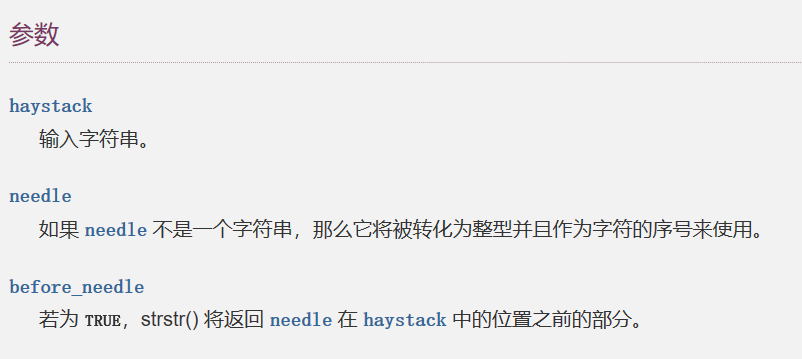 参数
haystack
输入字符串。
needle
如果 needle 不是一个字符串，那么它将被转化为整型并且作为字符的序号来使用。
before_needle
若为 TRUE，strstr() 将返回 needle 在 haystack 中的位置之前的部分。